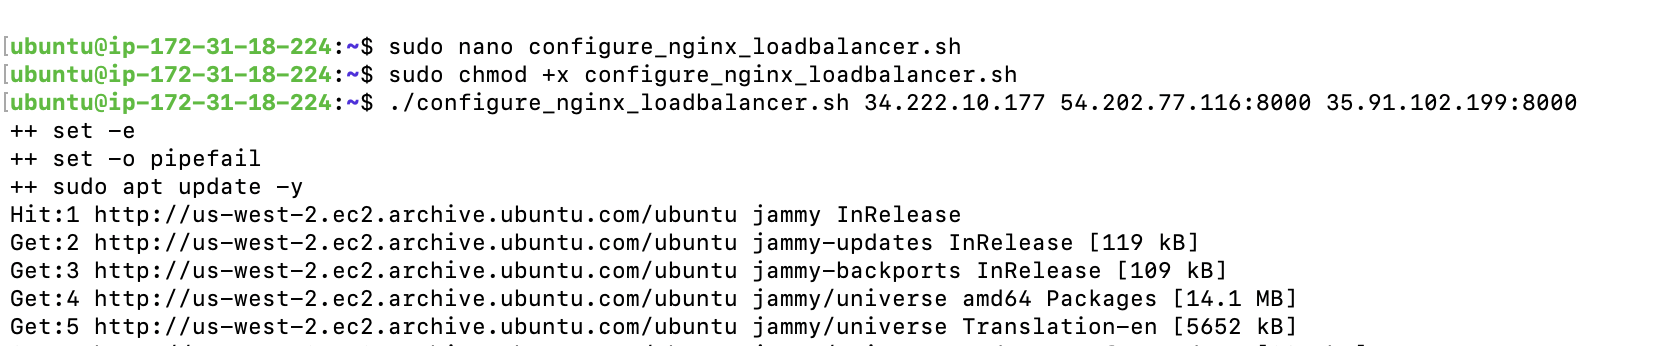 [ubuntu@ip-172-31-18-224:~$ sudo nano configure_nginx_loadbalancer.sh
[ubuntu@ip-172-31-18-224:~$ sudo chmod +x configure_nginx_loadbalancer.sh
[ubuntu@ip-172-31-18-224:~$ ./configure_nginx_loadbalancer.sh 34.222.10.177 54.202.77.116:8000 35.91.102.199:8000
++ set -e
++ set -o pipefail
++ sudo apt update -y
Hit:1 http://us-west-2.ec2.archive.ubuntu.com/ubuntu jammy InRelease
Get:2 http://us-west-2.ec2.archive.ubuntu.com/ubuntu jammy-updates InRelease [119 kB]
Get:3 http://us-west-2.ec2.archive.ubuntu.com/ubuntu jammy-backports InRelease [109 kB]
Get:4 http://us-west-2.ec2.archive.ubuntu.com/ubuntu jammy/universe amd64 Packages [14.1 MB]
Get:5 http://us-west-2.ec2.archive.ubuntu.com/ubuntu jammy/universe Translation-en [5652 kB]